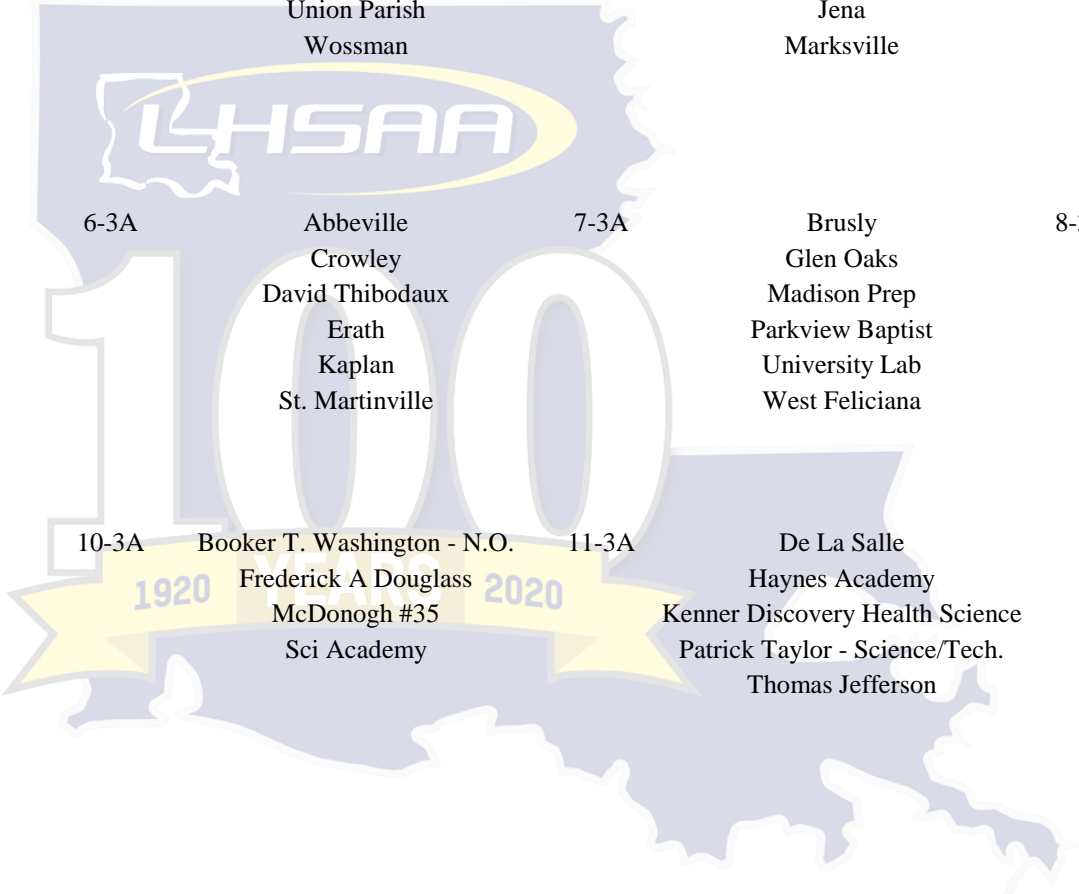 Union Parish Jena
Wossman Marksville
LHSAA
6-3A Abbeville 7-3A Brusly 8-
Crowley Glen Oaks
David Thibodaux Madison Prep
Erath Parkview Baptist
Kaplan University Lab
St. Martinville West Feliciana
100
10-3A Booker T. Washington - N.O. 11-3A De La Salle
1920 YEARS 2020
Frederick A Douglass Haynes Academy
McDonogh #35 Kenner Discovery Health Science
Sci Academy Patrick Taylor - Science/Tech.
Thomas Jefferson